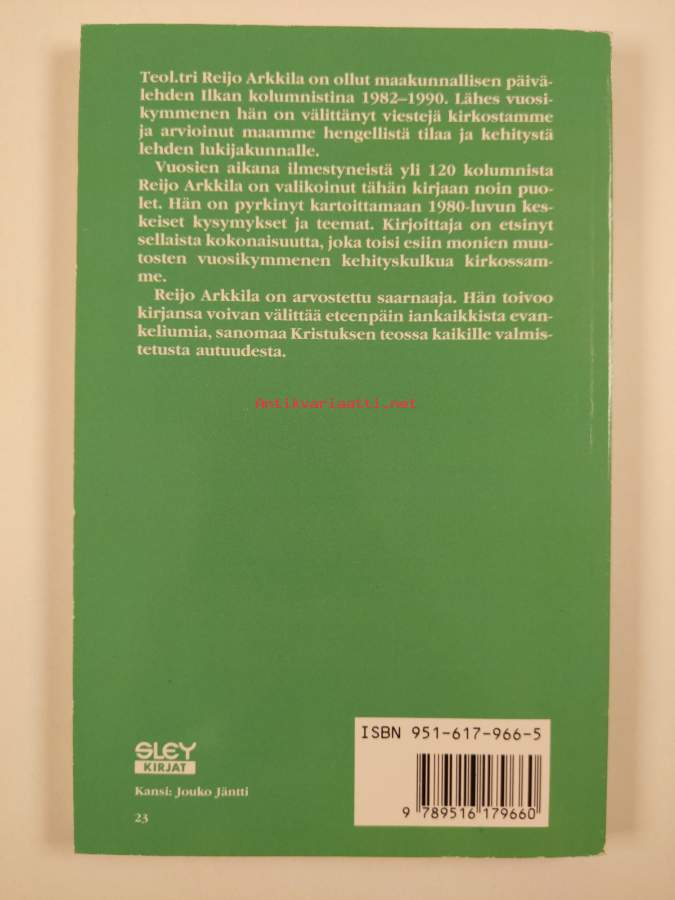 Teol.tri Reijo Arkkila on ollut maakunnallisen päivä-
lehden Ilkan kolumnistina 1982–1990. Lähes vuosi-
kymmenen hän on välittänyt viestejä kirkostamme
ja arvioinut maamme hengellistä tilaa ja kehitystä
lehden lukijakunnalle.
Vuosien aikana ilmestyneistä yli 120 kolumnista
Reijo Arkkila on valikoinut tähän kirjaan noin puo-
let. Hän on pyrkinyt kartoittamaan 1980-luvun kes-
keiset kysymykset ja teemat. Kirjoittaja on etsinyt
sellaista kokonaisuutta, joka toisi esiin monien muu-
tosten vuosikymmenen kehityskulkua kirkossam-
me.
Reijo Arkkila on arvostettu saarnaaja. Hän toivoo
kirjansa voivan välittää eteenpäin iankaikkista evan-
keliumia, sanomaa Kristuksen teossa kaikille valmis-
tetusta autuudesta.
Antikvariaatti.net
ISBN 951-617-966-5
SLEY
KIRJAT
Kansi: Jouko Jäntti
9 789516 179660
23